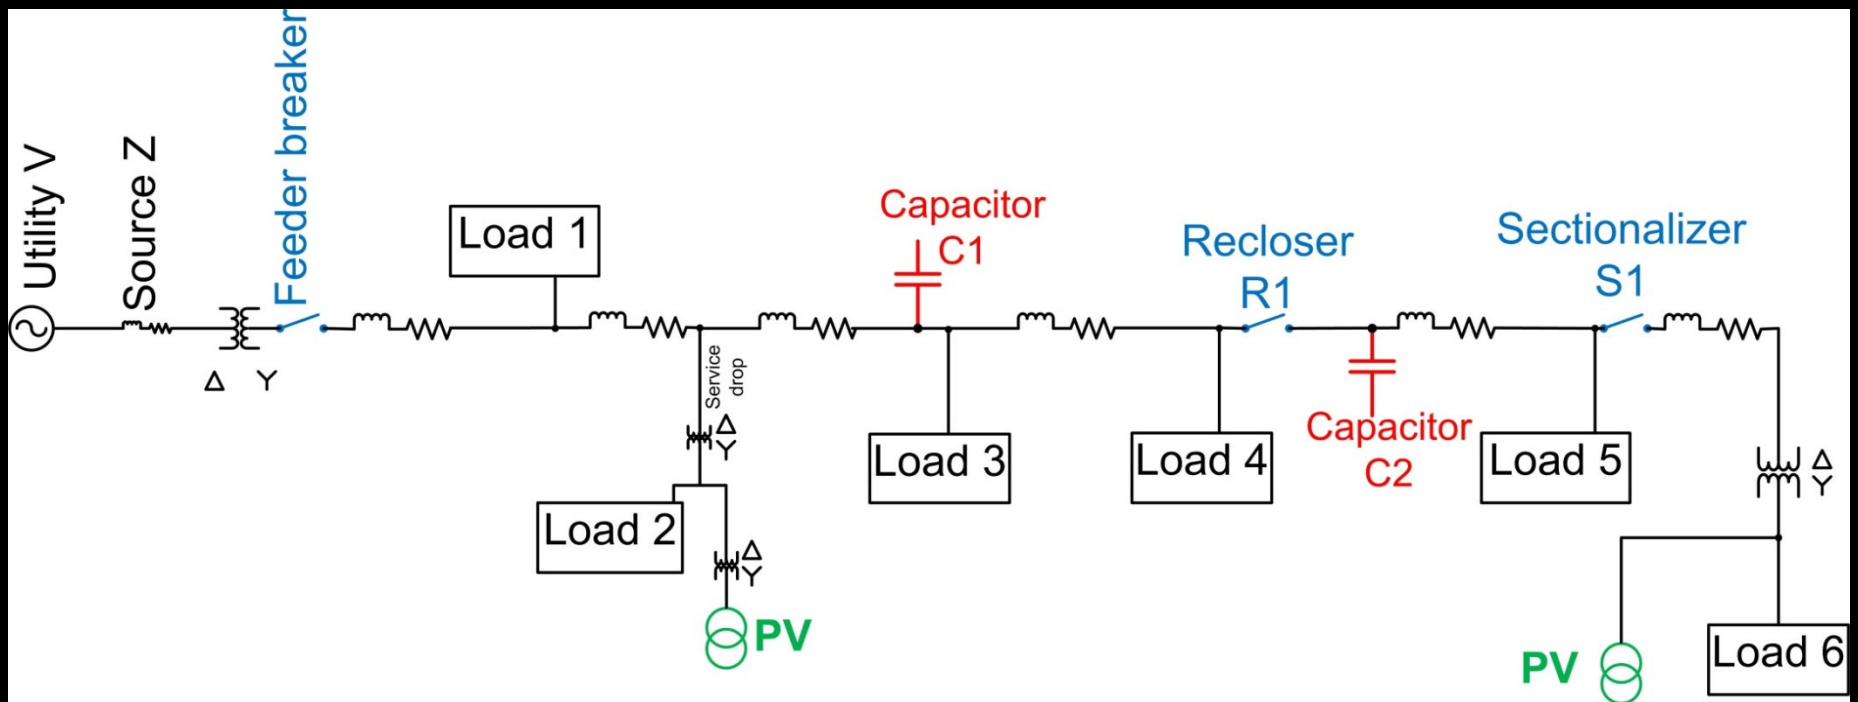 Utility V
Source Z
Feeder breaker
Δ Y
Load 1
Service
drop
Δ
Y
Load 2
Δ
Y
PV
Capacitor
C1
Load 3
Recloser
R1
Load 4
Capacitor
C2
Sectionalizer
S1
Load 5
Δ
Y
PV
Load 6